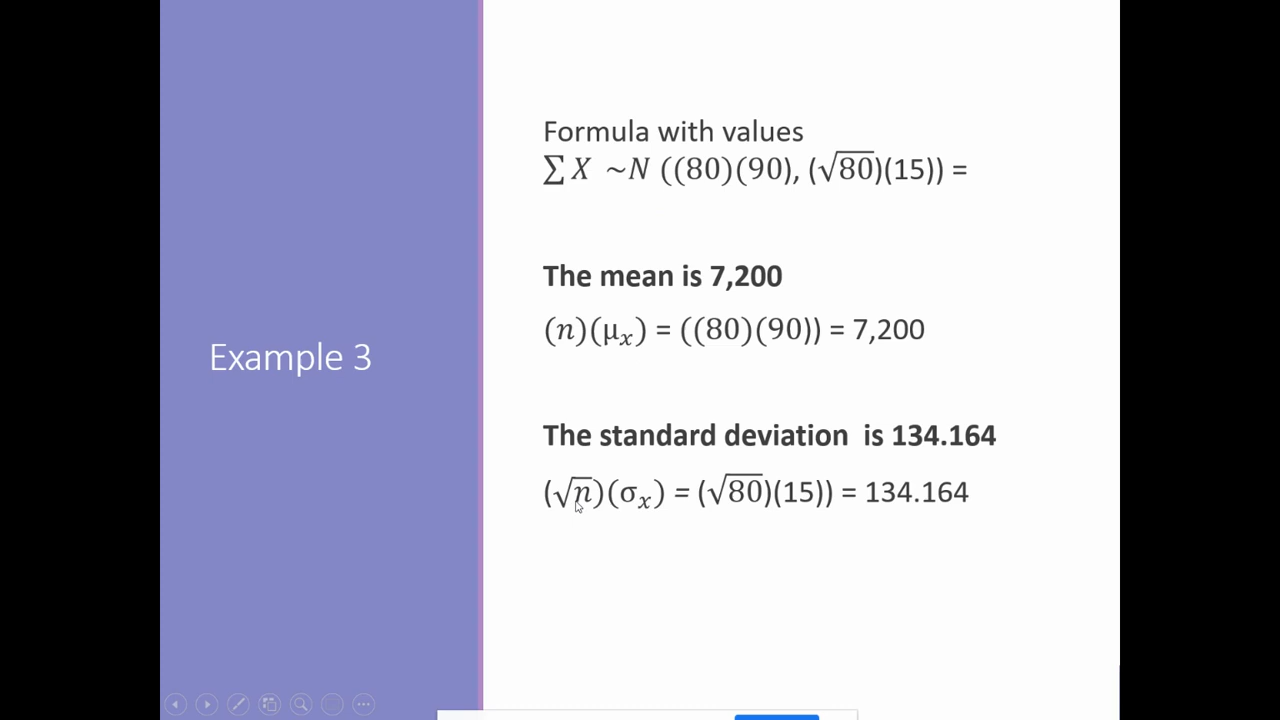 Example 3
Formula with values
∑ X ~N ((80)(90), (√80)(15)) =
The mean is 7,200
(n)(μₓ) = ((80)(90)) = 7,200
The standard deviation is 134.164
(√n)(σₓ) = (√80)(15)) = 134.164